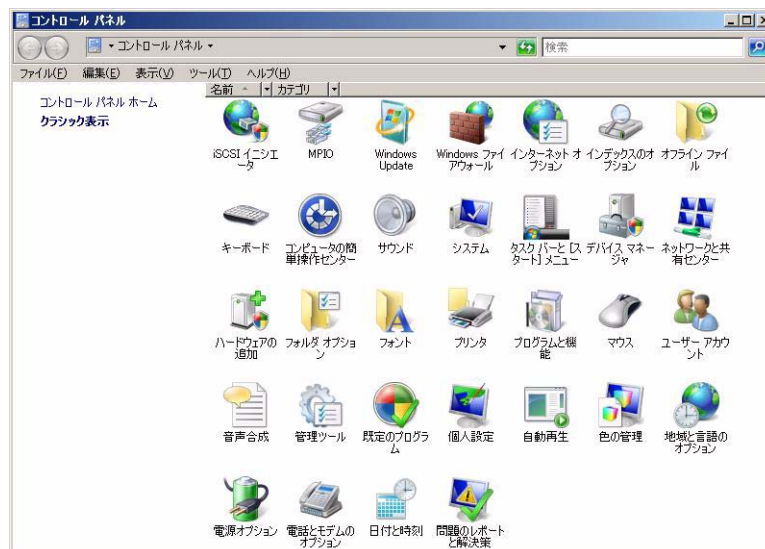 コントロール パネル
コントロール パネル
検索
ファイル(F) 編集(E) 表示(V) ツール(T) ヘルプ(H)
コントロール パネル ホーム
クラシック表示
名前 カテゴリ
iSCSI イニシエ
ータ
MPIO
Windows
Update
Windows ファイ
アウォール
インターネット オ
プション
インデックスのオ
プション
オフライン ファイ
ル
キーボード
コンピュータの簡
単操作センター
サウンド
システム
タスク バーと [ス
タート] メニュー
デバイス マネー
ジャ
ネットワークと共
有センター
ハードウェアの
追加
フォルダ オプショ
ン
フォント
プリンタ
プログラムと機
能
マウス
ユーザー アカウ
ント
音声合成
管理ツール
既定のプログラ
ム
個人設定
自動再生
色の管理
地域と言語の
オプション
電源オプション
電話とモデムの
オプション
日付と時刻
問題のレポート
と解決策